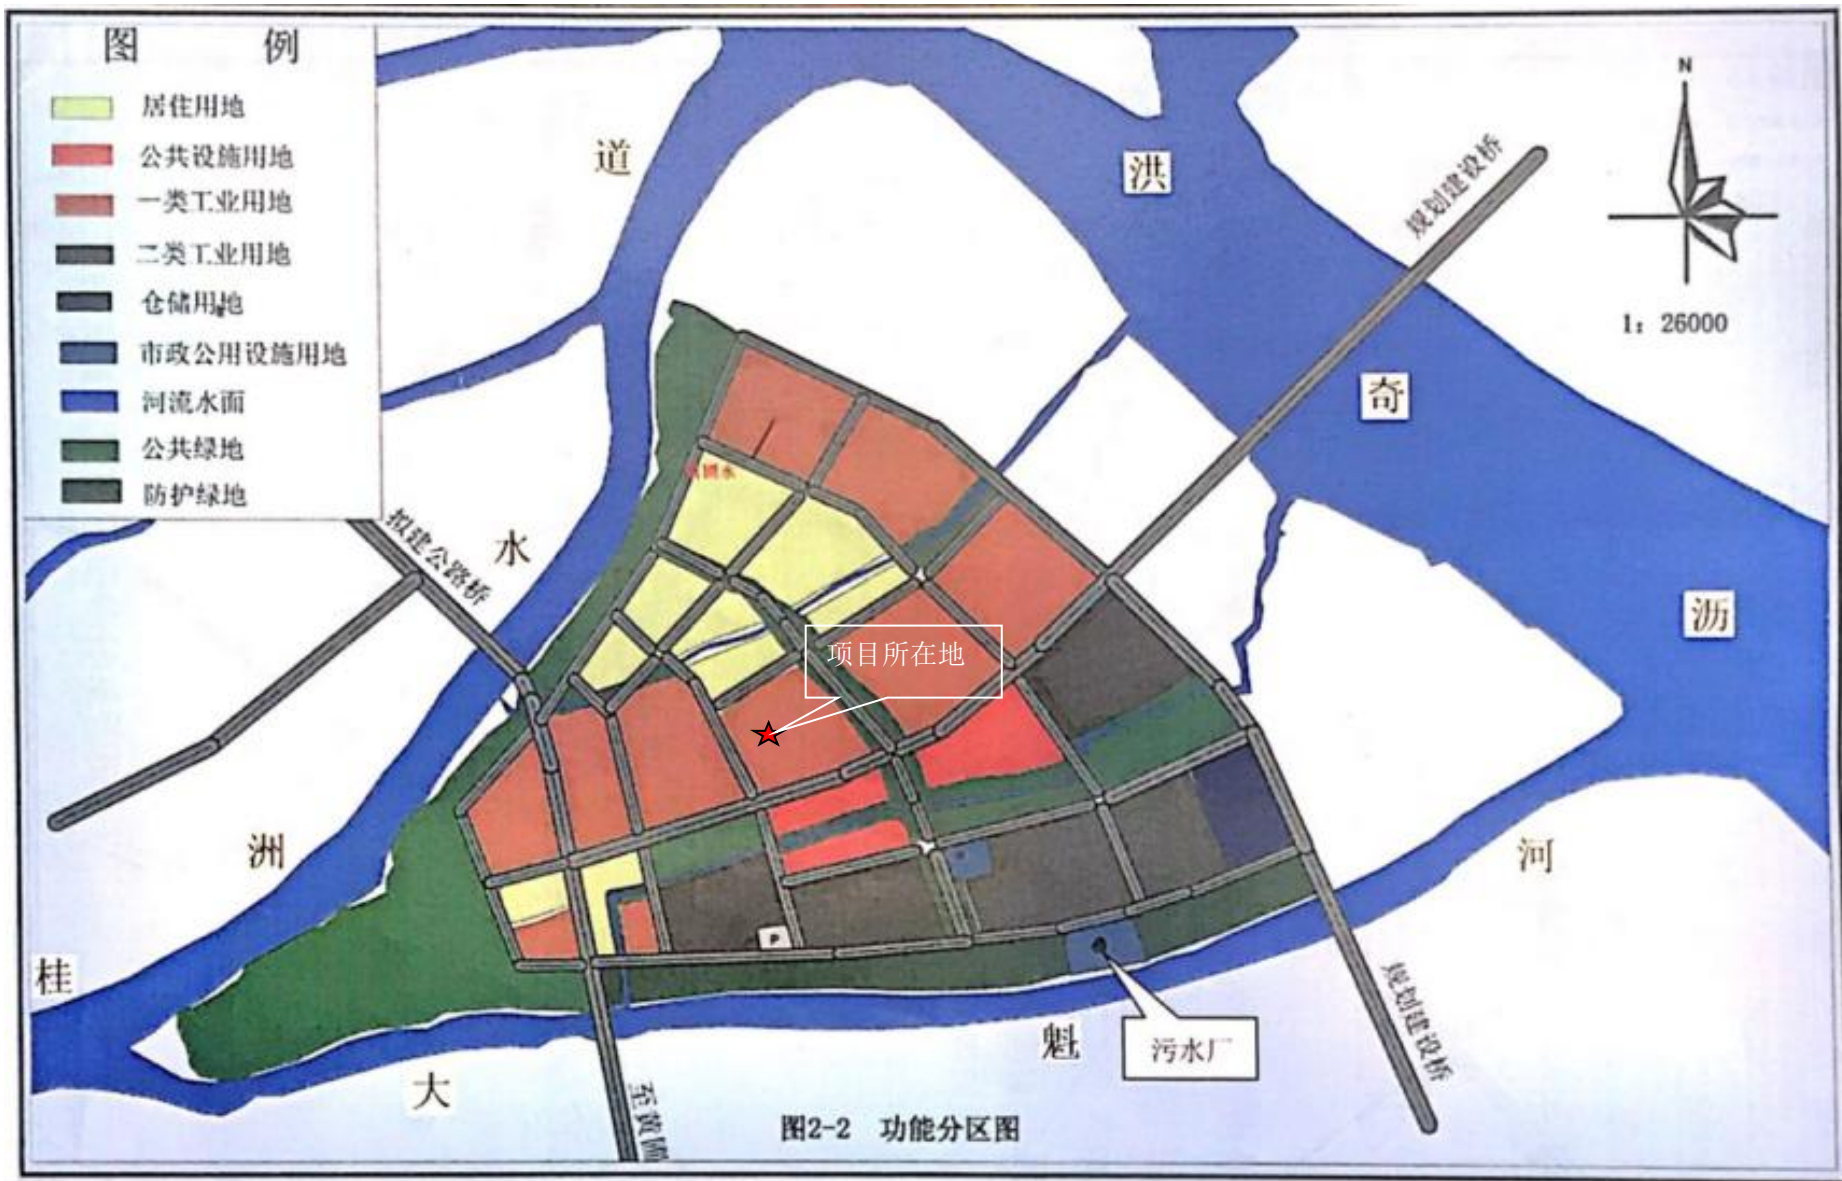 图 例
居住用地
公共设施用地
一类工业用地
二类工业用地
仓储用地
市政公用设施用地
河流水面
公共绿地
防护绿地
道
洪
规划建设桥
N
1: 26000
奇
拟建公路桥
水
沥
项目所在地
洲
河
P
桂
魁
污水厂
规划建设桥
大
图2-2 功能分区图